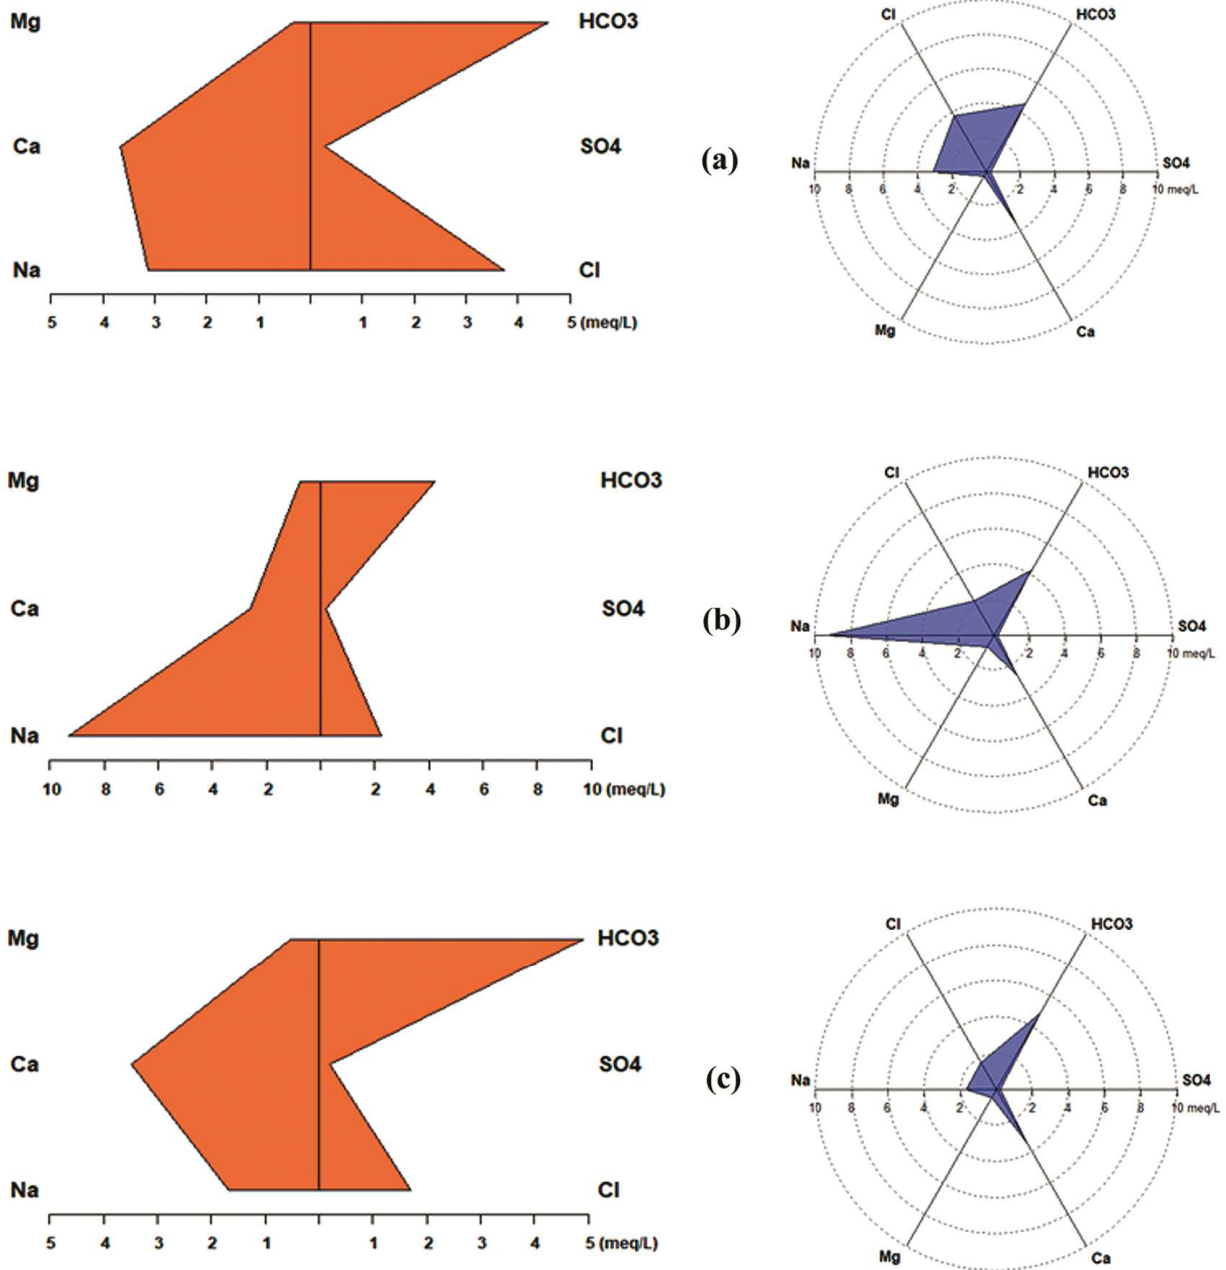 Mg HCO3
Ca SO4
Na Cl
5 4 3 2 1 1 2 3 4 5 (meq/L)
(a)
Cl HCO3
Na SO4
10 8 6 4 2 2 4 6 8 10 meq/L
Mg Ca
Mg HCO3
Ca SO4
Na Cl
10 8 6 4 2 2 4 6 8 10 (meq/L)
(b)
Cl HCO3
Na SO4
10 8 6 4 2 2 4 6 8 10 meq/L
Mg Ca
Mg HCO3
Ca SO4
Na Cl
5 4 3 2 1 1 2 3 4 5 (meq/L)
(c)
Cl HCO3
Na SO4
10 8 6 4 2 2 4 6 8 10 meq/L
Mg Ca